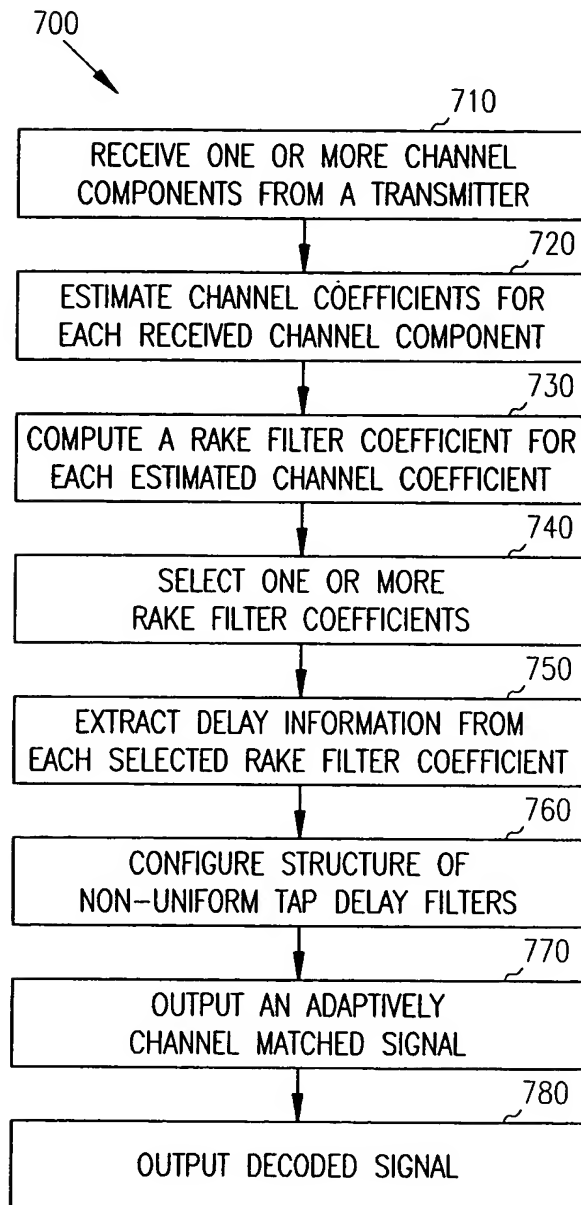 700
710
RECEIVE ONE OR MORE CHANNEL
COMPONENTS FROM A TRANSMITTER
720
ESTIMATE CHANNEL COEFFICIENTS FOR
EACH RECEIVED CHANNEL COMPONENT
730
COMPUTE A RAKE FILTER COEFFICIENT FOR
EACH ESTIMATED CHANNEL COEFFICIENT
740
SELECT ONE OR MORE
RAKE FILTER COEFFICIENTS
750
EXTRACT DELAY INFORMATION FROM
EACH SELECTED RAKE FILTER COEFFICIENT
760
CONFIGURE STRUCTURE OF
NON-UNIFORM TAP DELAY FILTERS
770
OUTPUT AN ADAPTIVELY
CHANNEL MATCHED SIGNAL
780
OUTPUT DECODED SIGNAL